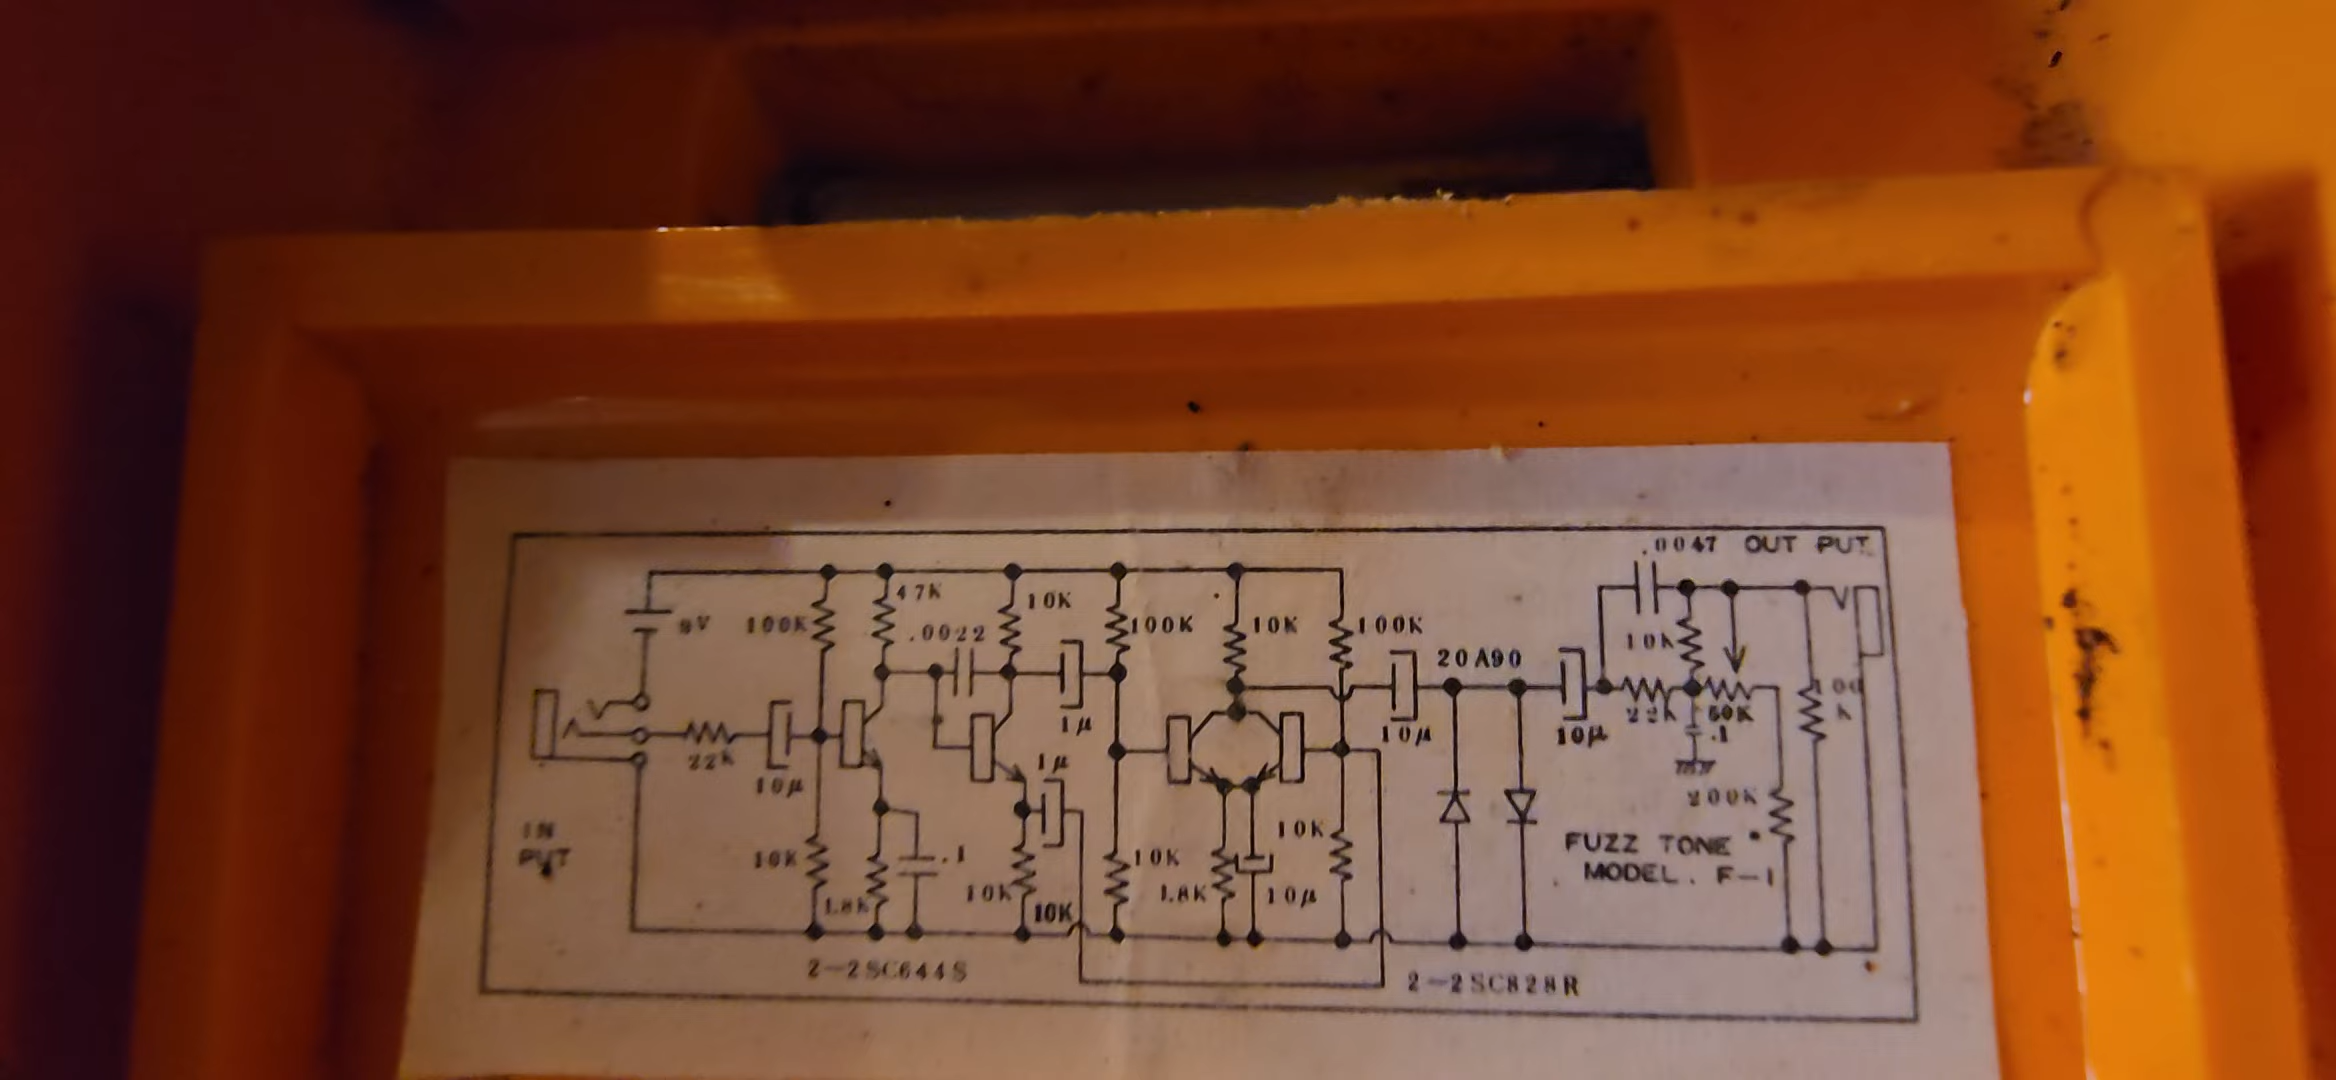 .0047 OUT PUT
9V
100K
47K
.0022
10K
100K
10K
100K
20A90
10K
1μ
22K
10μ
1μ
10μ
10μ
22K
50K
.1
200K
IN
PUT
10K
1.8K
.1
10K
10K
10K
1.8K
10μ
10K
FUZZ TONE
MODEL. F-1
2-2SC644S
2-2SC828R